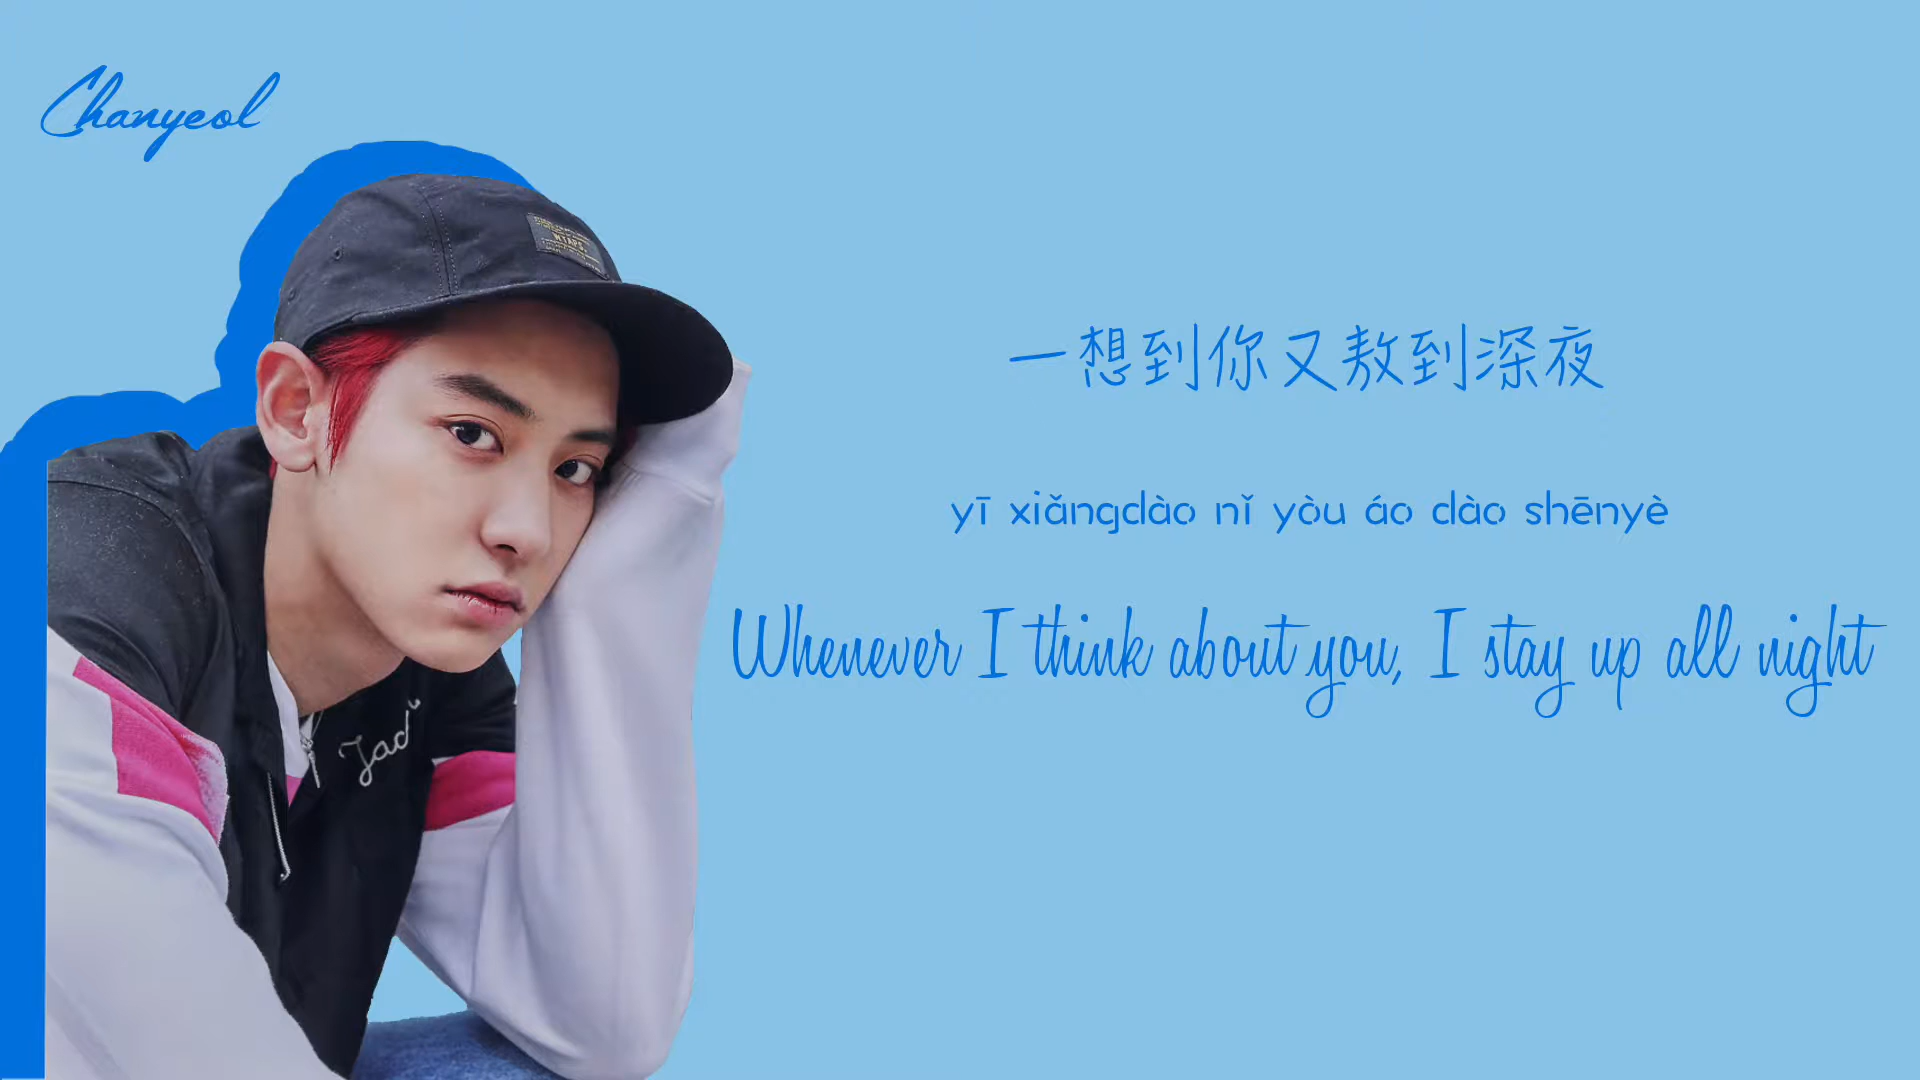 Chanyeol
WTAPS
一想到你又熬到深夜
yī xiǎngdào nǐ yòu áo dào shēnyè
Whenever I think about you, I stay up all night